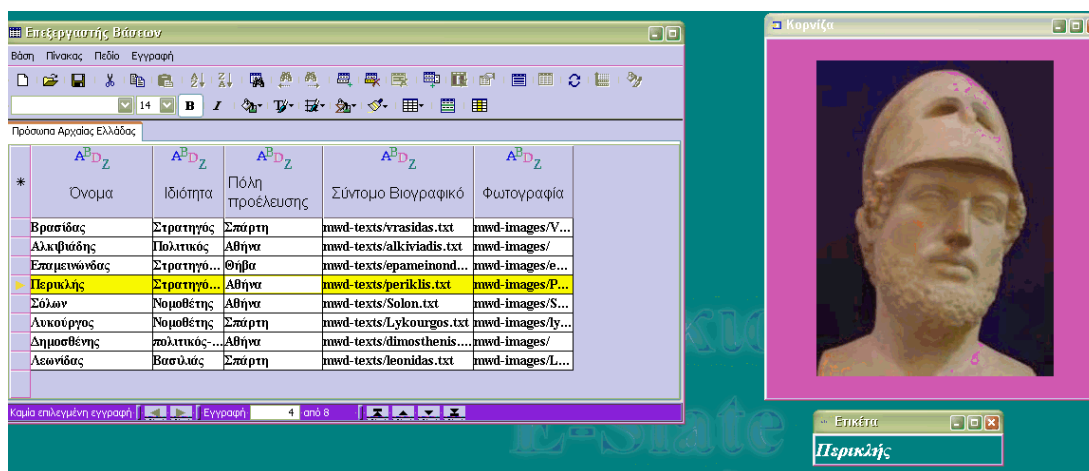 Επεξεργαστής Βάσεων
Βάση Πίνακας Πεδίο Εγγραφή
14 B I
Πρόσωπα Αρχαίας Ελλάδας
Όνομα Ιδιότητα Πόλη προέλευσης Σύντομο Βιογραφικό Φωτογραφία
Βρασίδας Στρατηγός Σπάρτη mwd-texts/vrasidas.txt mwd-images/V...
Αλκιβιάδης Πολιτικός Αθήνα mwd-texts/alkiviadis.txt mwd-images/
Επαμεινώνδας Στρατηγό... Θήβα mwd-texts/epameinond... mwd-images/e...
Περικλής Στρατηγό... Αθήνα mwd-texts/periklis.txt mwd-images/P...
Σόλων Νομοθέτης Αθήνα mwd-texts/Solon.txt mwd-images/S...
Λυκούργος Νομοθέτης Σπάρτη mwd-texts/Lykourgos.txt mwd-images/ly...
Δημοσθένης πολιτικός-... Αθήνα mwd-texts/dimosthenis.... mwd-images/
Λεωνίδας Βασιλιάς Σπάρτη mwd-texts/leonidas.txt mwd-images/L...
Καμία επιλεγμένη εγγραφή Εγγραφή 4 από 8
Κορνίζα
E-Slate
Ετικέτα
Περικλής